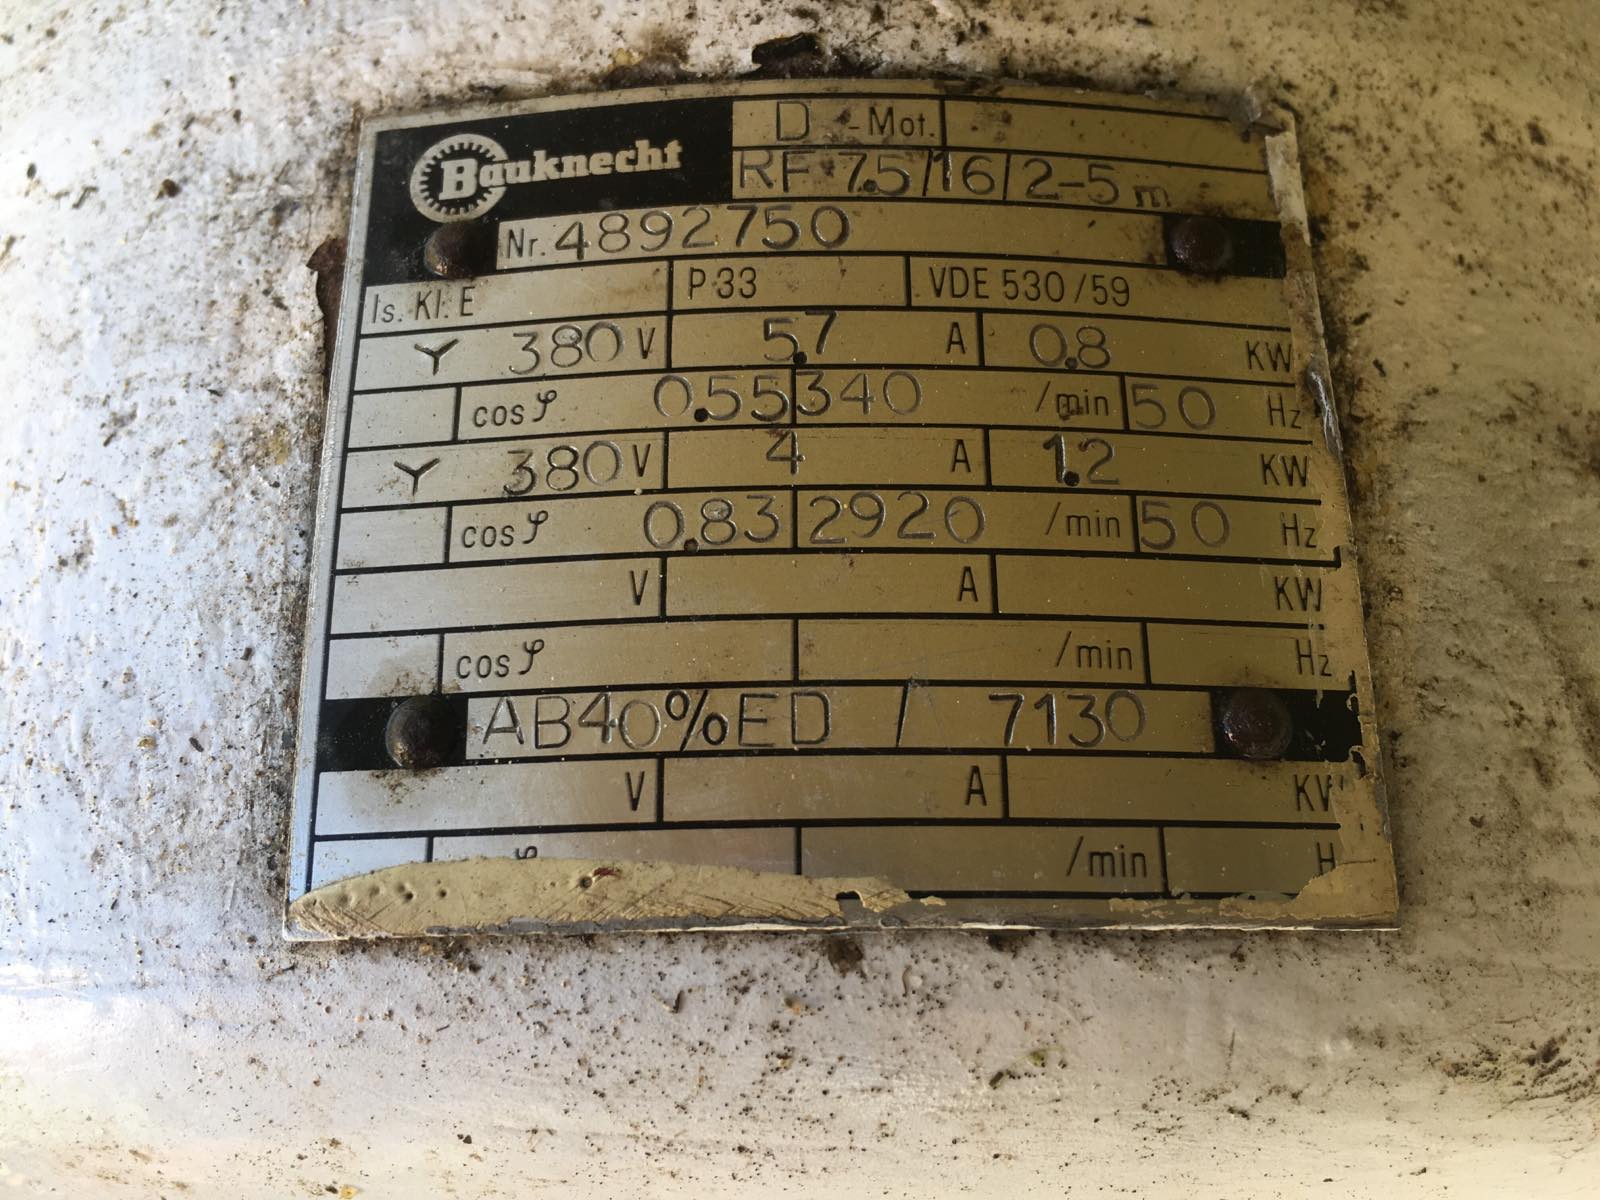 Bauknecht
D -Mot.
RF 7.5/16/2-5 m
Nr. 4892750
Is. Kl. E P 33 VDE 530/59
Y 380 V 5.7 A 0.8 KW
cos φ 0.55 340 /min 50 Hz
Y 380 V 4 A 1.2 KW
cos φ 0.83 2920 /min 50 Hz
V A KW
cos φ /min Hz
AB40%ED / 7130
V A KW
/min H